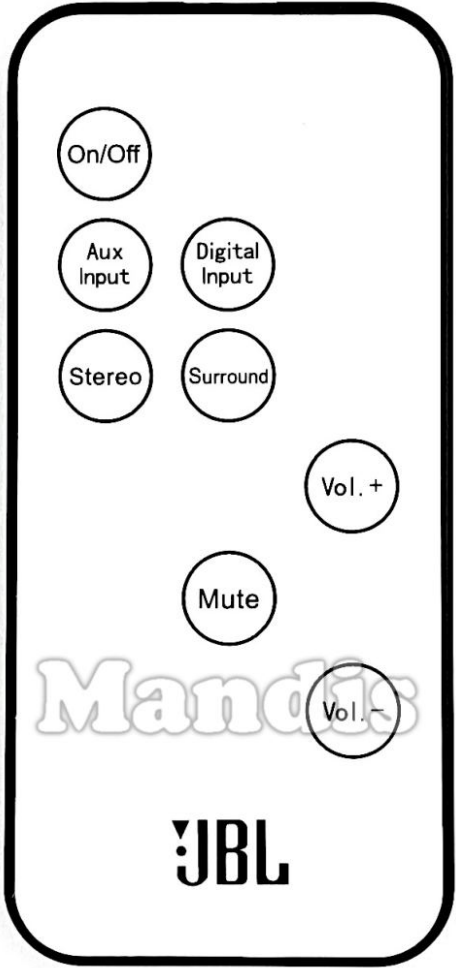 On/Off
Aux
Input
Digital
Input
Stereo
Surround
Vol.+
Mute
Mandis
Vol.-
JBL